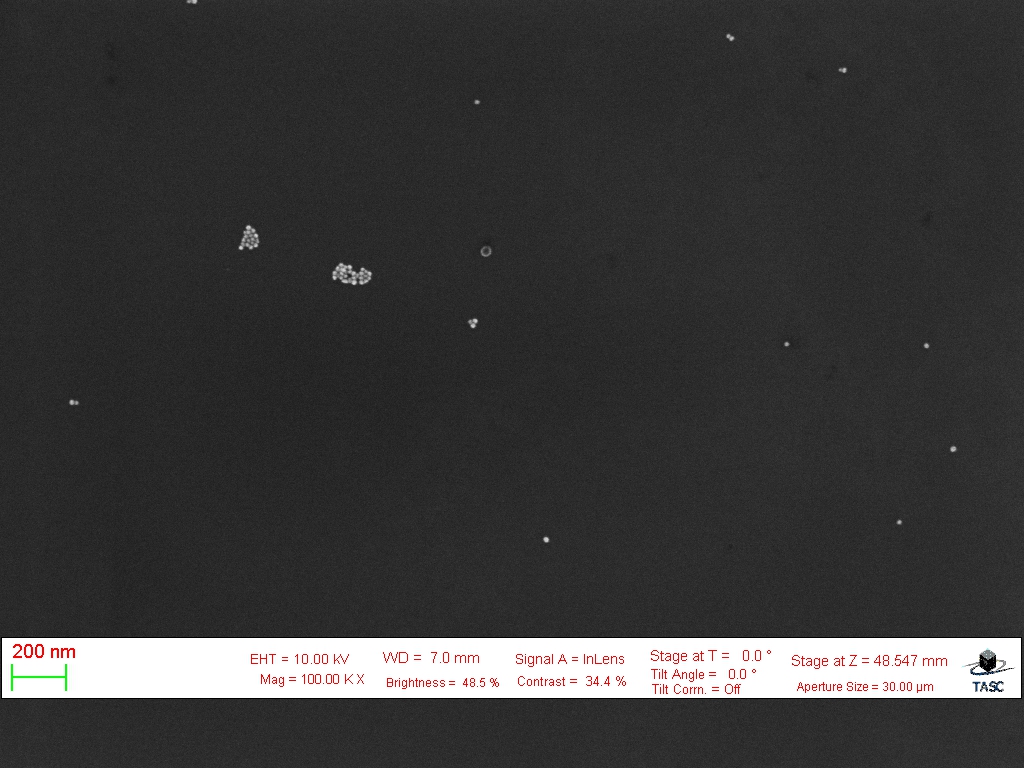 200 nm
EHT = 10.00 kV
Mag = 100.00 K X
WD = 7.0 mm
Brightness = 48.5 %
Signal A = InLens
Contrast = 34.4 %
Stage at T = 0.0 °
Tilt Angle = 0.0 °
Tilt Corrn. = Off
Stage at Z = 48.547 mm
Aperture Size = 30.00 µm
TASC